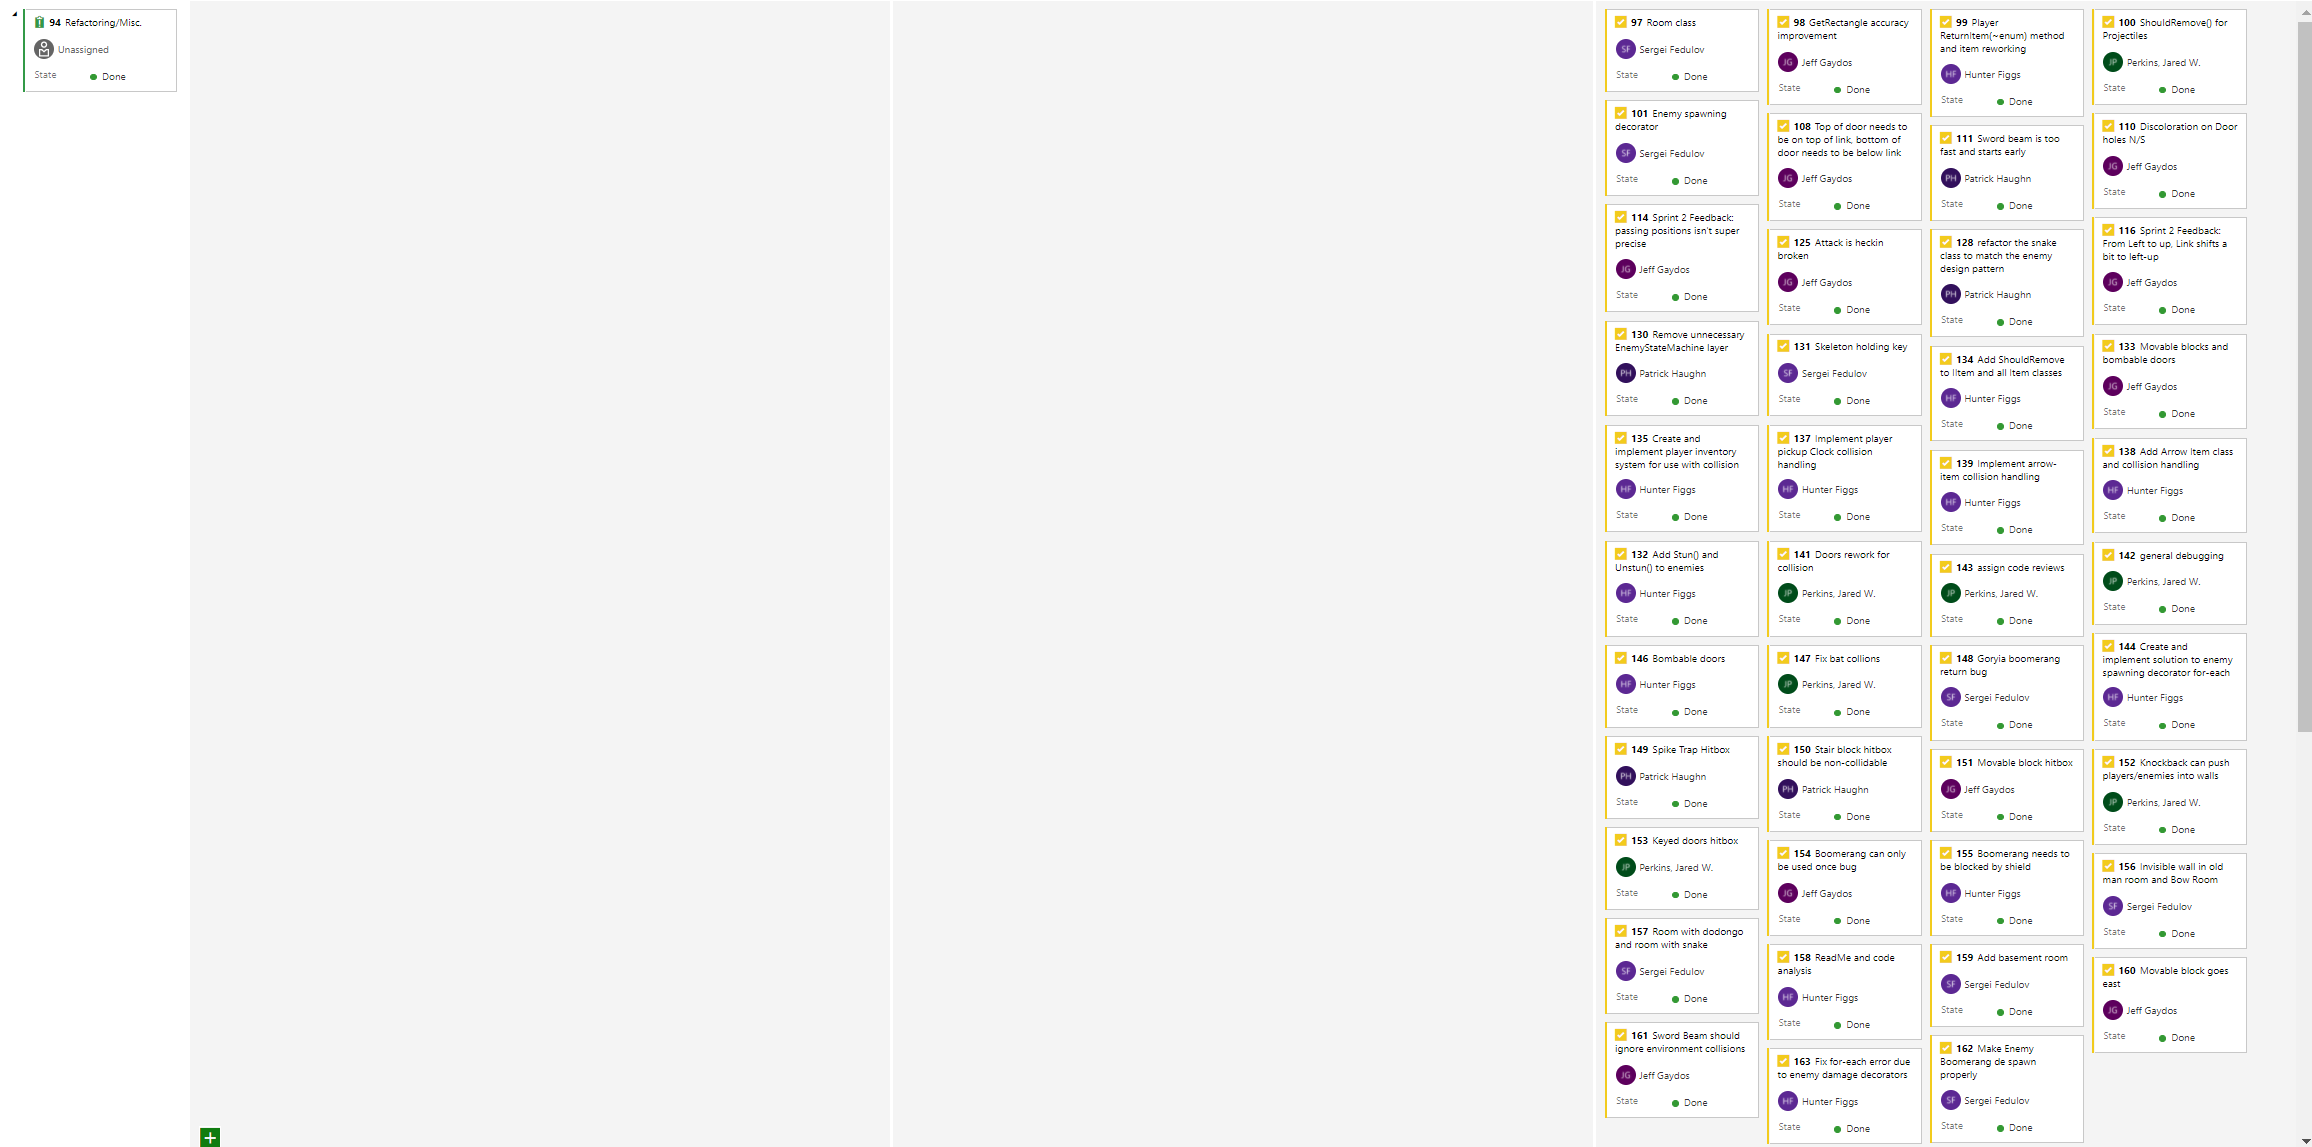 94 Refactoring/Misc.
Unassigned
State Done
97 Room class
SF Sergei Fedulov
State Done
98 GetRectangle accuracy
improvement
JG Jeff Gaydos
State Done
99 Player
ReturnItem(~enum) method
and item reworking
HF Hunter Figgs
State Done
100 ShouldRemove() for
Projectiles
JP Perkins, Jared W.
State Done
101 Enemy spawning
decorator
SF Sergei Fedulov
State Done
108 Top of door needs to
be on top of link, bottom of
door needs to be below link
JG Jeff Gaydos
State Done
111 Sword beam is too
fast and starts early
PH Patrick Haughn
State Done
110 Discoloration on Door
holes N/S
JG Jeff Gaydos
State Done
114 Sprint 2 Feedback:
passing positions isn't super
precise
JG Jeff Gaydos
State Done
125 Attack is heckin
broken
JG Jeff Gaydos
State Done
128 refactor the snake
class to match the enemy
design pattern
PH Patrick Haughn
State Done
116 Sprint 2 Feedback:
From Left to up, Link shifts a
bit to left-up
JG Jeff Gaydos
State Done
130 Remove unnecessary
EnemyStateMachine layer
PH Patrick Haughn
State Done
131 Skeleton holding key
SF Sergei Fedulov
State Done
134 Add ShouldRemove
to IItem and all Item classes
HF Hunter Figgs
State Done
133 Movable blocks and
bombable doors
JG Jeff Gaydos
State Done
135 Create and
implement player inventory
system for use with collision
HF Hunter Figgs
State Done
137 Implement player
pickup Clock collision
handling
HF Hunter Figgs
State Done
139 Implement arrow-
item collision handling
HF Hunter Figgs
State Done
138 Add Arrow Item class
and collision handling
HF Hunter Figgs
State Done
132 Add Stun() and
Unstun() to enemies
HF Hunter Figgs
State Done
141 Doors rework for
collision
JP Perkins, Jared W.
State Done
143 assign code reviews
JP Perkins, Jared W.
State Done
142 general debugging
JP Perkins, Jared W.
State Done
146 Bombable doors
HF Hunter Figgs
State Done
147 Fix bat collions
JP Perkins, Jared W.
State Done
148 Goryia boomerang
return bug
SF Sergei Fedulov
State Done
144 Create and
implement solution to enemy
spawning decorator for-each
HF Hunter Figgs
State Done
149 Spike Trap Hitbox
PH Patrick Haughn
State Done
150 Stair block hitbox
should be non-collidable
PH Patrick Haughn
State Done
151 Movable block hitbox
JG Jeff Gaydos
State Done
152 Knockback can push
players/enemies into walls
JP Perkins, Jared W.
State Done
153 Keyed doors hitbox
JP Perkins, Jared W.
State Done
154 Boomerang can only
be used once bug
JG Jeff Gaydos
State Done
155 Boomerang needs to
be blocked by shield
HF Hunter Figgs
State Done
156 Invisible wall in old
man room and Bow Room
SF Sergei Fedulov
State Done
157 Room with dodongo
and room with snake
SF Sergei Fedulov
State Done
158 ReadMe and code
analysis
HF Hunter Figgs
State Done
159 Add basement room
SF Sergei Fedulov
State Done
160 Movable block goes
east
JG Jeff Gaydos
State Done
161 Sword Beam should
ignore environment collisions
JG Jeff Gaydos
State Done
163 Fix for-each error due
to enemy damage decorators
HF Hunter Figgs
State Done
162 Make Enemy
Boomerang de spawn
properly
SF Sergei Fedulov
State Done